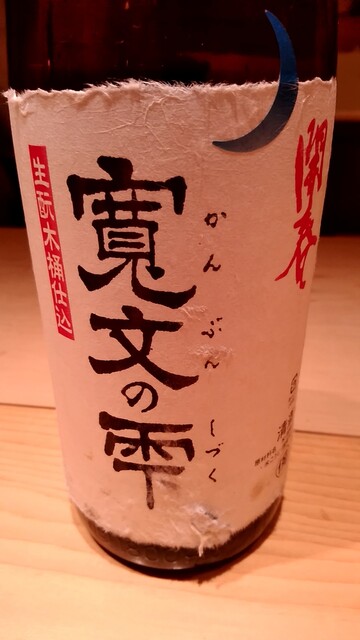 開春
かんぶんしづく
寛文の雫
生酛木桶仕込